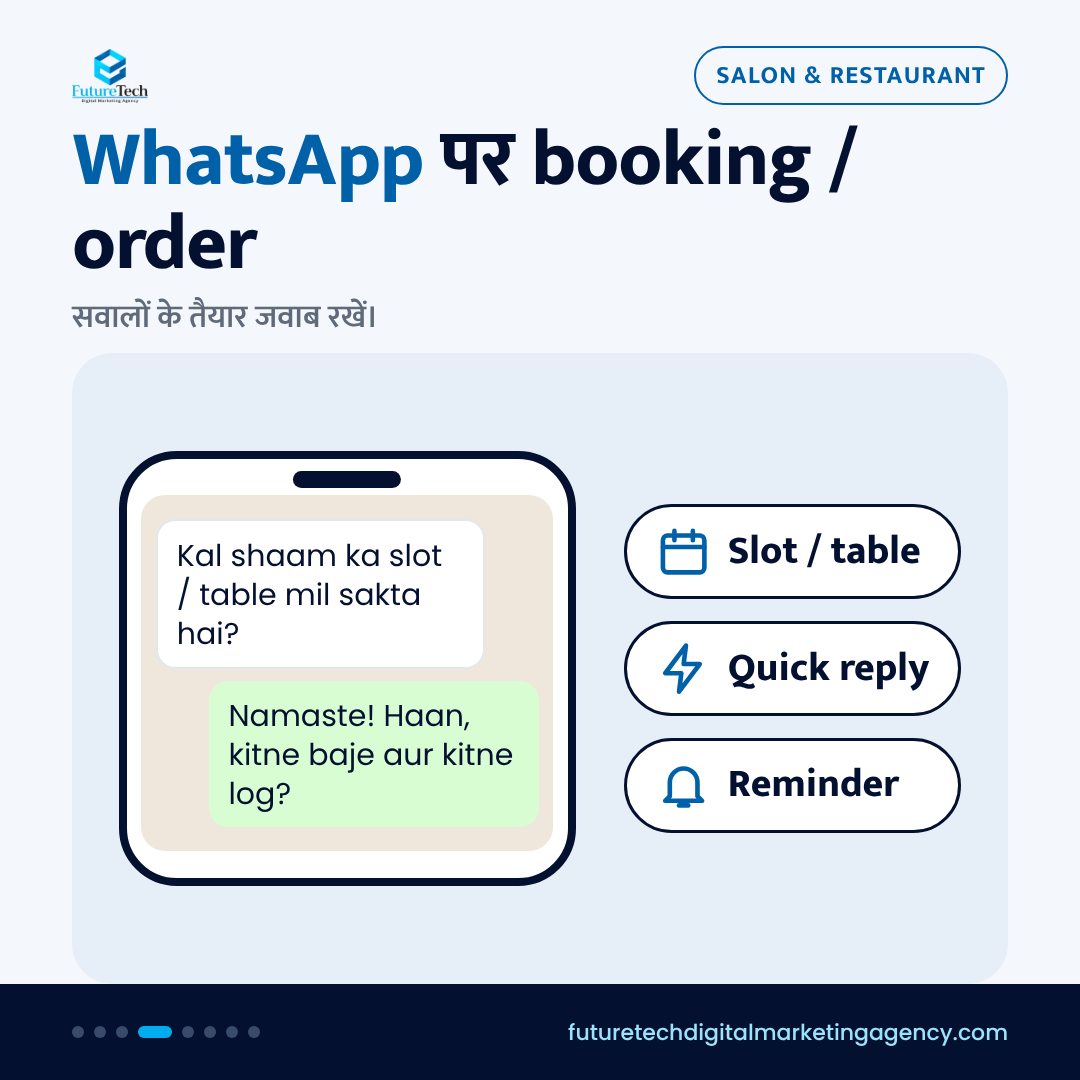 FutureTech
Digital Marketing Agency
SALON & RESTAURANT
WhatsApp पर booking /
order
सवालों के तैयार जवाब रखें।
Kal shaam ka slot
/ table mil sakta
hai?
Namaste! Haan,
kitne baje aur kitne
log?
Slot / table
Quick reply
Reminder
futuretechdigitalmarketingagency.com